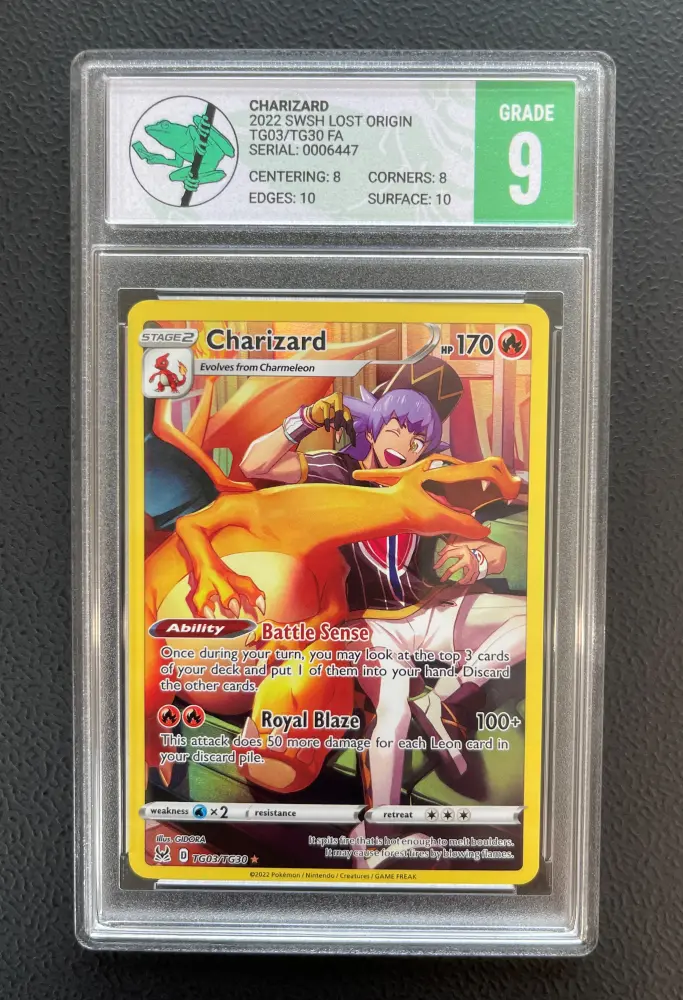 CHARIZARD
2022 SWSH LOST ORIGIN
TG03/TG30 FA
SERIAL: 0006447
CENTERING: 8 CORNERS: 8
EDGES: 10 SURFACE: 10
GRADE
9
STAGE 2
Charizard
HP 170
Evolves from Charmeleon
Ability Battle Sense
Once during your turn, you may look at the top 3 cards
of your deck and put 1 of them into your hand. Discard
the other cards.
Royal Blaze 100+
This attack does 50 more damage for each Leon card in
your discard pile.
weakness ×2 resistance retreat
illus. GIDORA
It spits fire that is hot enough to melt boulders.
It may cause forest fires by blowing flames.
D TG03/TG30
©2022 Pokémon / Nintendo / Creatures / GAME FREAK